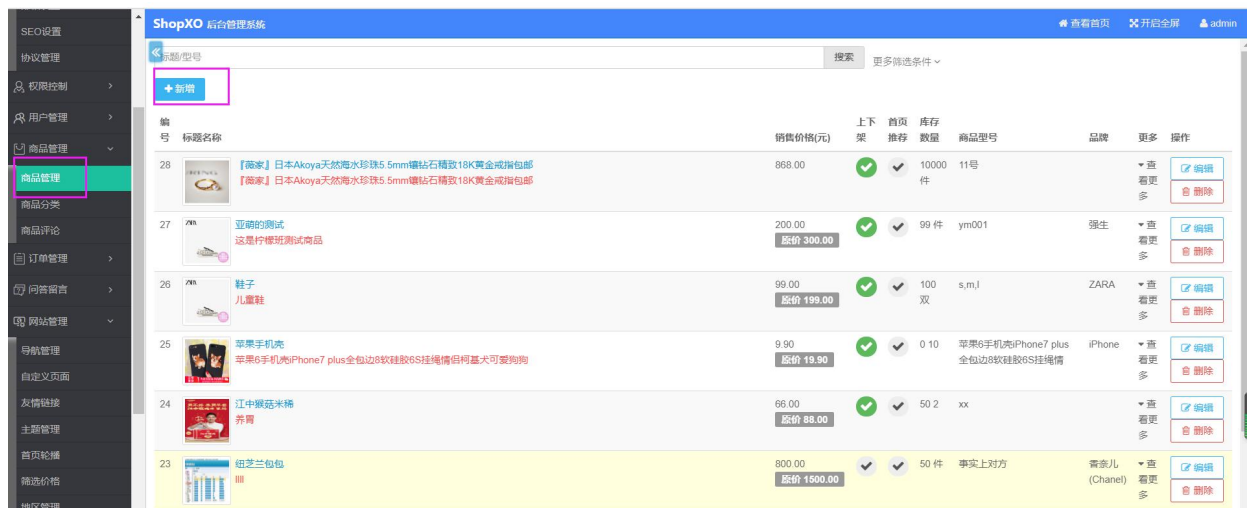 SEO设置
协议管理
权限控制
用户管理
商品管理
商品管理
商品分类
商品评论
订单管理
问答留言
网站管理
导航管理
自定义页面
友情链接
主题管理
首页轮播
筛选价格
地区管理
ShopXO 后台管理系统
查看首页 开启全屏 admin
标题/型号 搜索 更多筛选条件
+新增
编号 标题名称 销售价格(元) 上下架 首页推荐 库存数量 商品型号 品牌 更多 操作
28 『薇家』日本Akoya天然海水珍珠5.5mm镶钻石精致18K黄金戒指包邮 868.00 10000件 11号 查看更多 编辑
『薇家』日本Akoya天然海水珍珠5.5mm镶钻石精致18K黄金戒指包邮 删除
27 亚萌的测试 200.00 99 件 ym001 强生 查看更多 编辑
这是柠檬班测试商品 原价 300.00 删除
26 鞋子 99.00 100双 s,m,l ZARA 查看更多 编辑
儿童鞋 原价 199.00 删除
25 苹果手机壳 9.90 0 10 苹果6手机壳iPhone7 plus iPhone 查看更多 编辑
苹果6手机壳iPhone7 plus全包边8软硅胶6S挂绳情侣柯基犬可爱狗狗 原价 19.90 全包边8软硅胶6S挂绳情 删除
24 江中猴菇米稀 66.00 50 2 xx 查看更多 编辑
养胃 原价 88.00 删除
23 纽芝兰包包 800.00 50 件 事实上对方 香奈儿 查看更多 编辑
llll 原价 1500.00 (Chanel) 删除